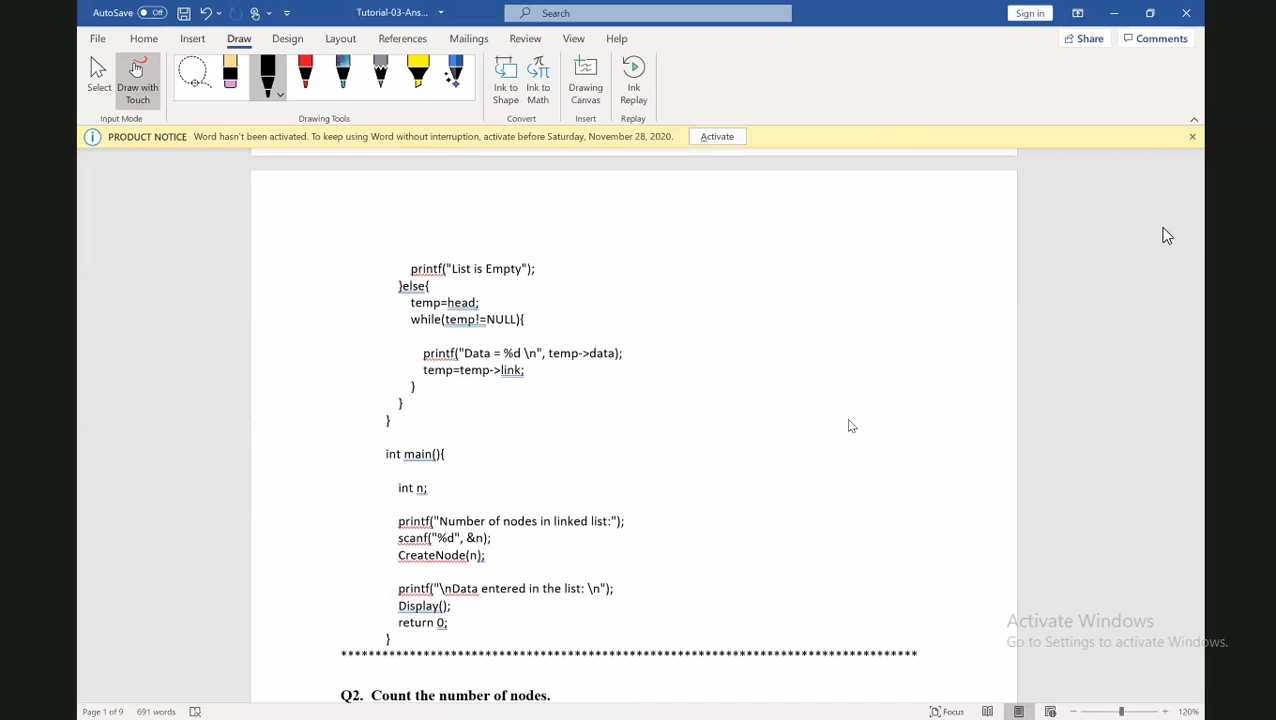 AutoSave Off Tutorial-03-Ans... Search Sign in
File Home Insert Draw Design Layout References Mailings Review View Help Share Comments
Select Draw with Touch Ink to Shape Ink to Math Drawing Canvas Ink Replay
Input Mode Drawing Tools Convert Insert Replay
PRODUCT NOTICE Word hasn't been activated. To keep using Word without interruption, activate before Saturday, November 28, 2020. Activate
printf("List is Empty");
}else{
temp=head;
while(temp!=NULL){
printf("Data = %d \n", temp->data);
temp=temp->link;
}
}
}
int main(){
int n;
printf("Number of nodes in linked list:");
scanf("%d", &n);
CreateNode(n);
printf("\nData entered in the list: \n");
Display();
return 0;
}
***********************************************************************************
Q2. Count the number of nodes.
Activate Windows
Go to Settings to activate Windows.
Page 1 of 9 691 words Focus 120%